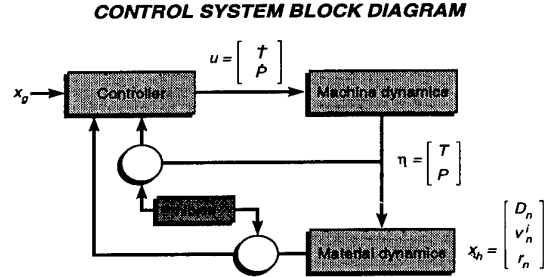 CONTROL SYSTEM BLOCK DIAGRAM
u = [ Ṫ
Ṗ ]
x_g
Controller
Machine dynamics
η = [ T
P ]
Material dynamics
x_h = [ D_n
v_n^i
r_n ]